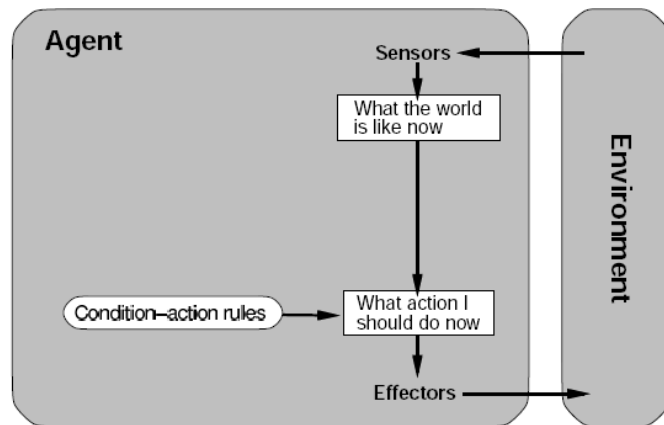 Agent
Sensors
What the world
is like now
Condition–action rules
What action I
should do now
Effectors
Environment